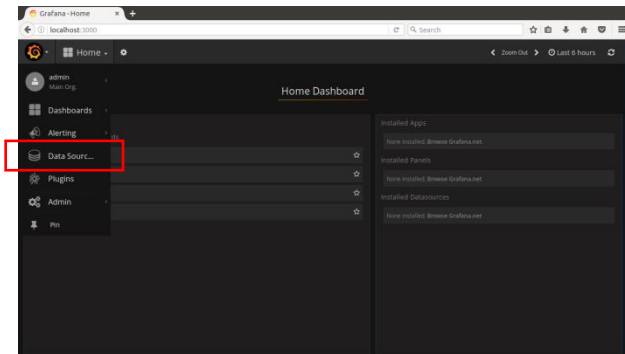 Grafana - Home
localhost:3000
Search
Home
Zoom Out
Last 6 hours
admin
Main Org.
Home Dashboard
Dashboards
Alerting
Data Sourc...
Plugins
Admin
Pin
Installed Apps
None installed. Browse Grafana.net
Installed Panels
None installed. Browse Grafana.net
Installed Datasources
None installed. Browse Grafana.net